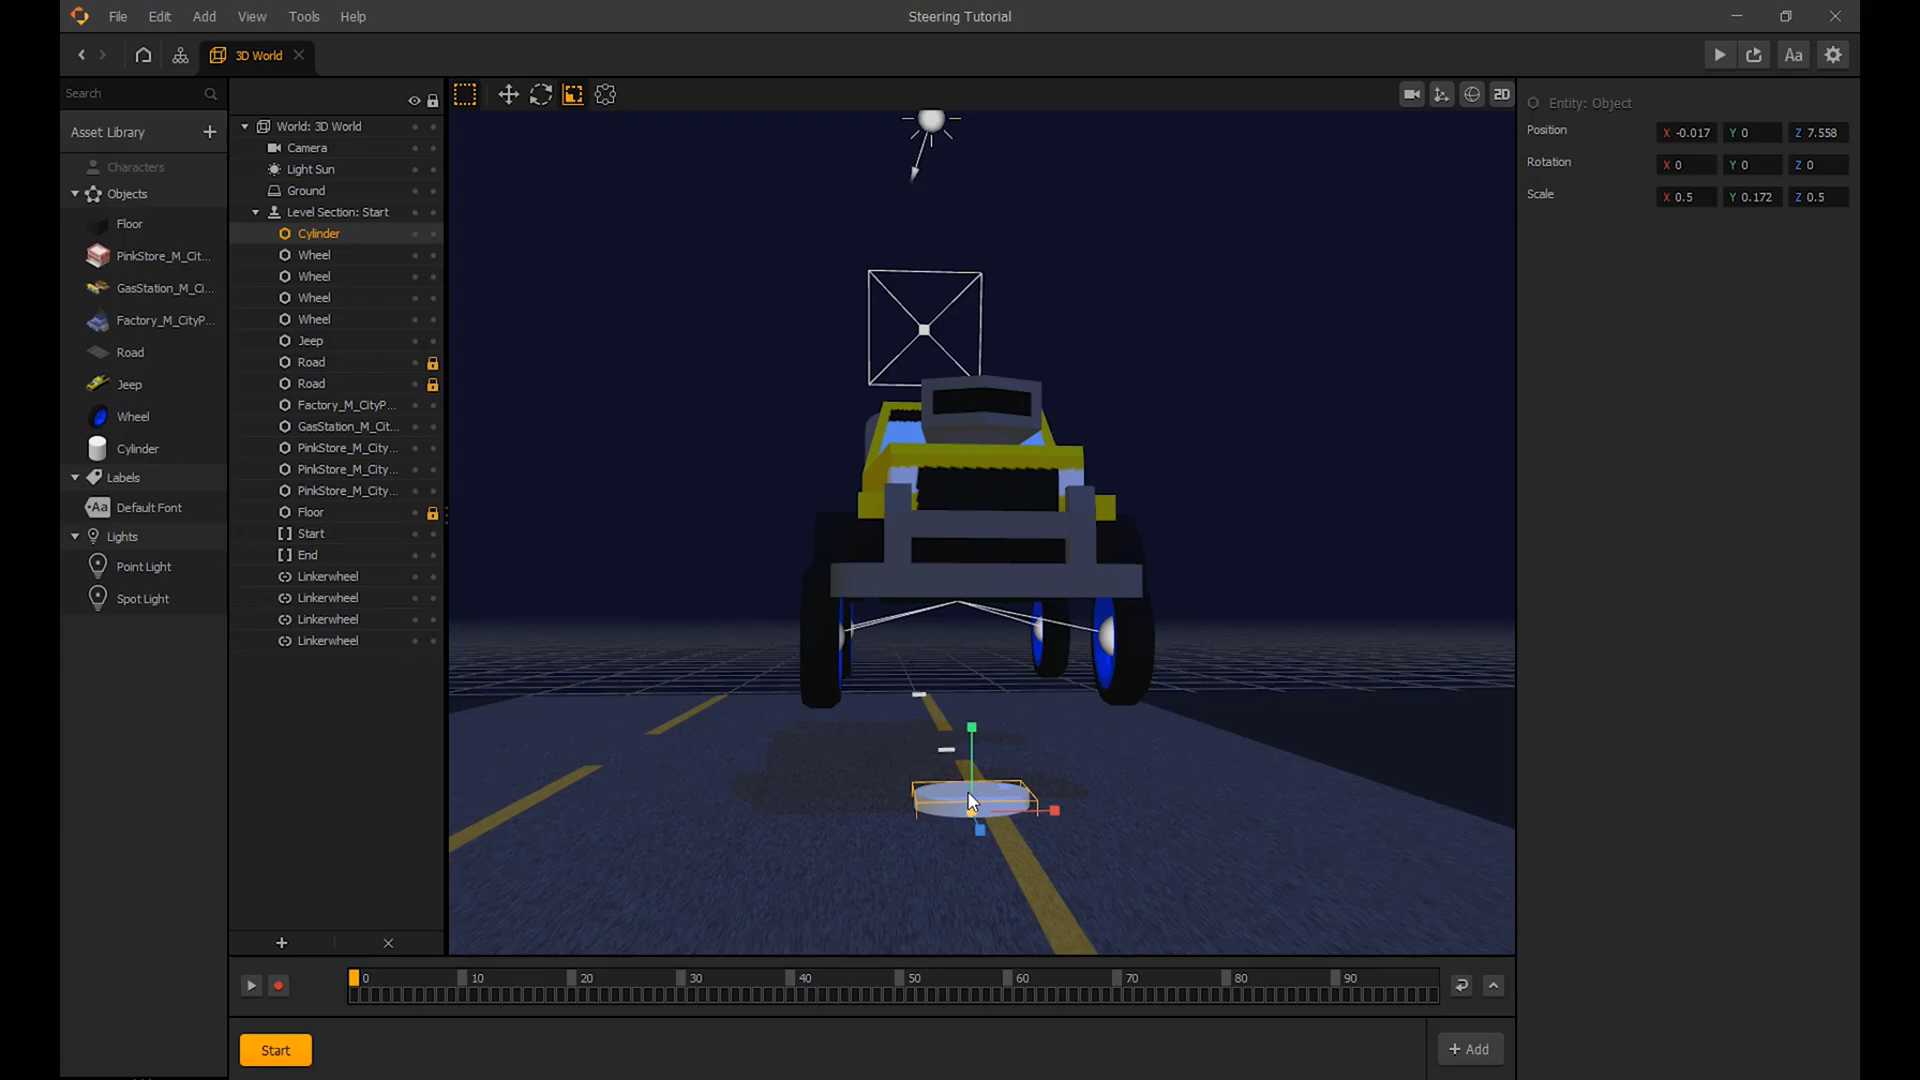 File Edit View Add Tools Help
Steering Tutorial
3D World
Aa
Search
Asset Library
Characters
Objects
Floor
PinkStore_M_Cit...
GasStation_M_Ci...
Factory_M_CityP...
Road
Jeep
Wheel
Cylinder
Labels
Aa Default Font
Lights
Point Light
Spot Light
World: 3D World
Camera
Light Sun
Ground
Level Section: Start
Cylinder
Wheel
Wheel
Wheel
Wheel
Jeep
Road
Road
Factory_M_CityP...
GasStation_M_Cit...
PinkStore_M_City...
PinkStore_M_City...
PinkStore_M_City...
Floor
Start
End
Linkerwheel
Linkerwheel
Linkerwheel
Linkerwheel
2D
Entity: Object
Position X -0.017 Y 0 Z 7.558
Rotation X 0 Y 0 Z 0
Scale X 0.5 Y 0.172 Z 0.5
0 10 20 30 40 50 60 70 80 90
Start
+ Add